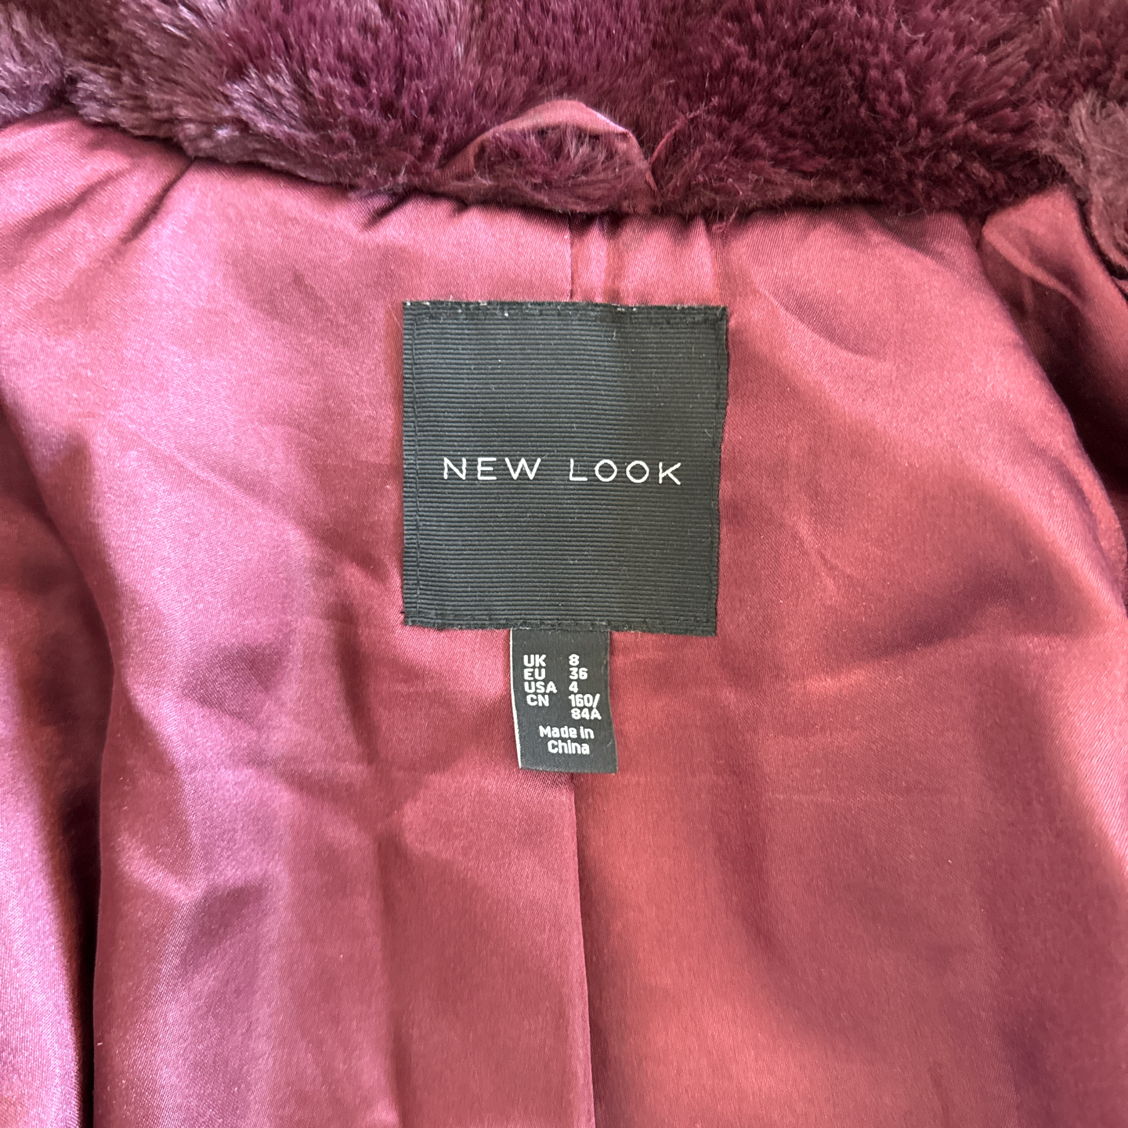 NEW LOOK
UK 8
EU 36
USA 4
CN 160/
84A
Made in
China